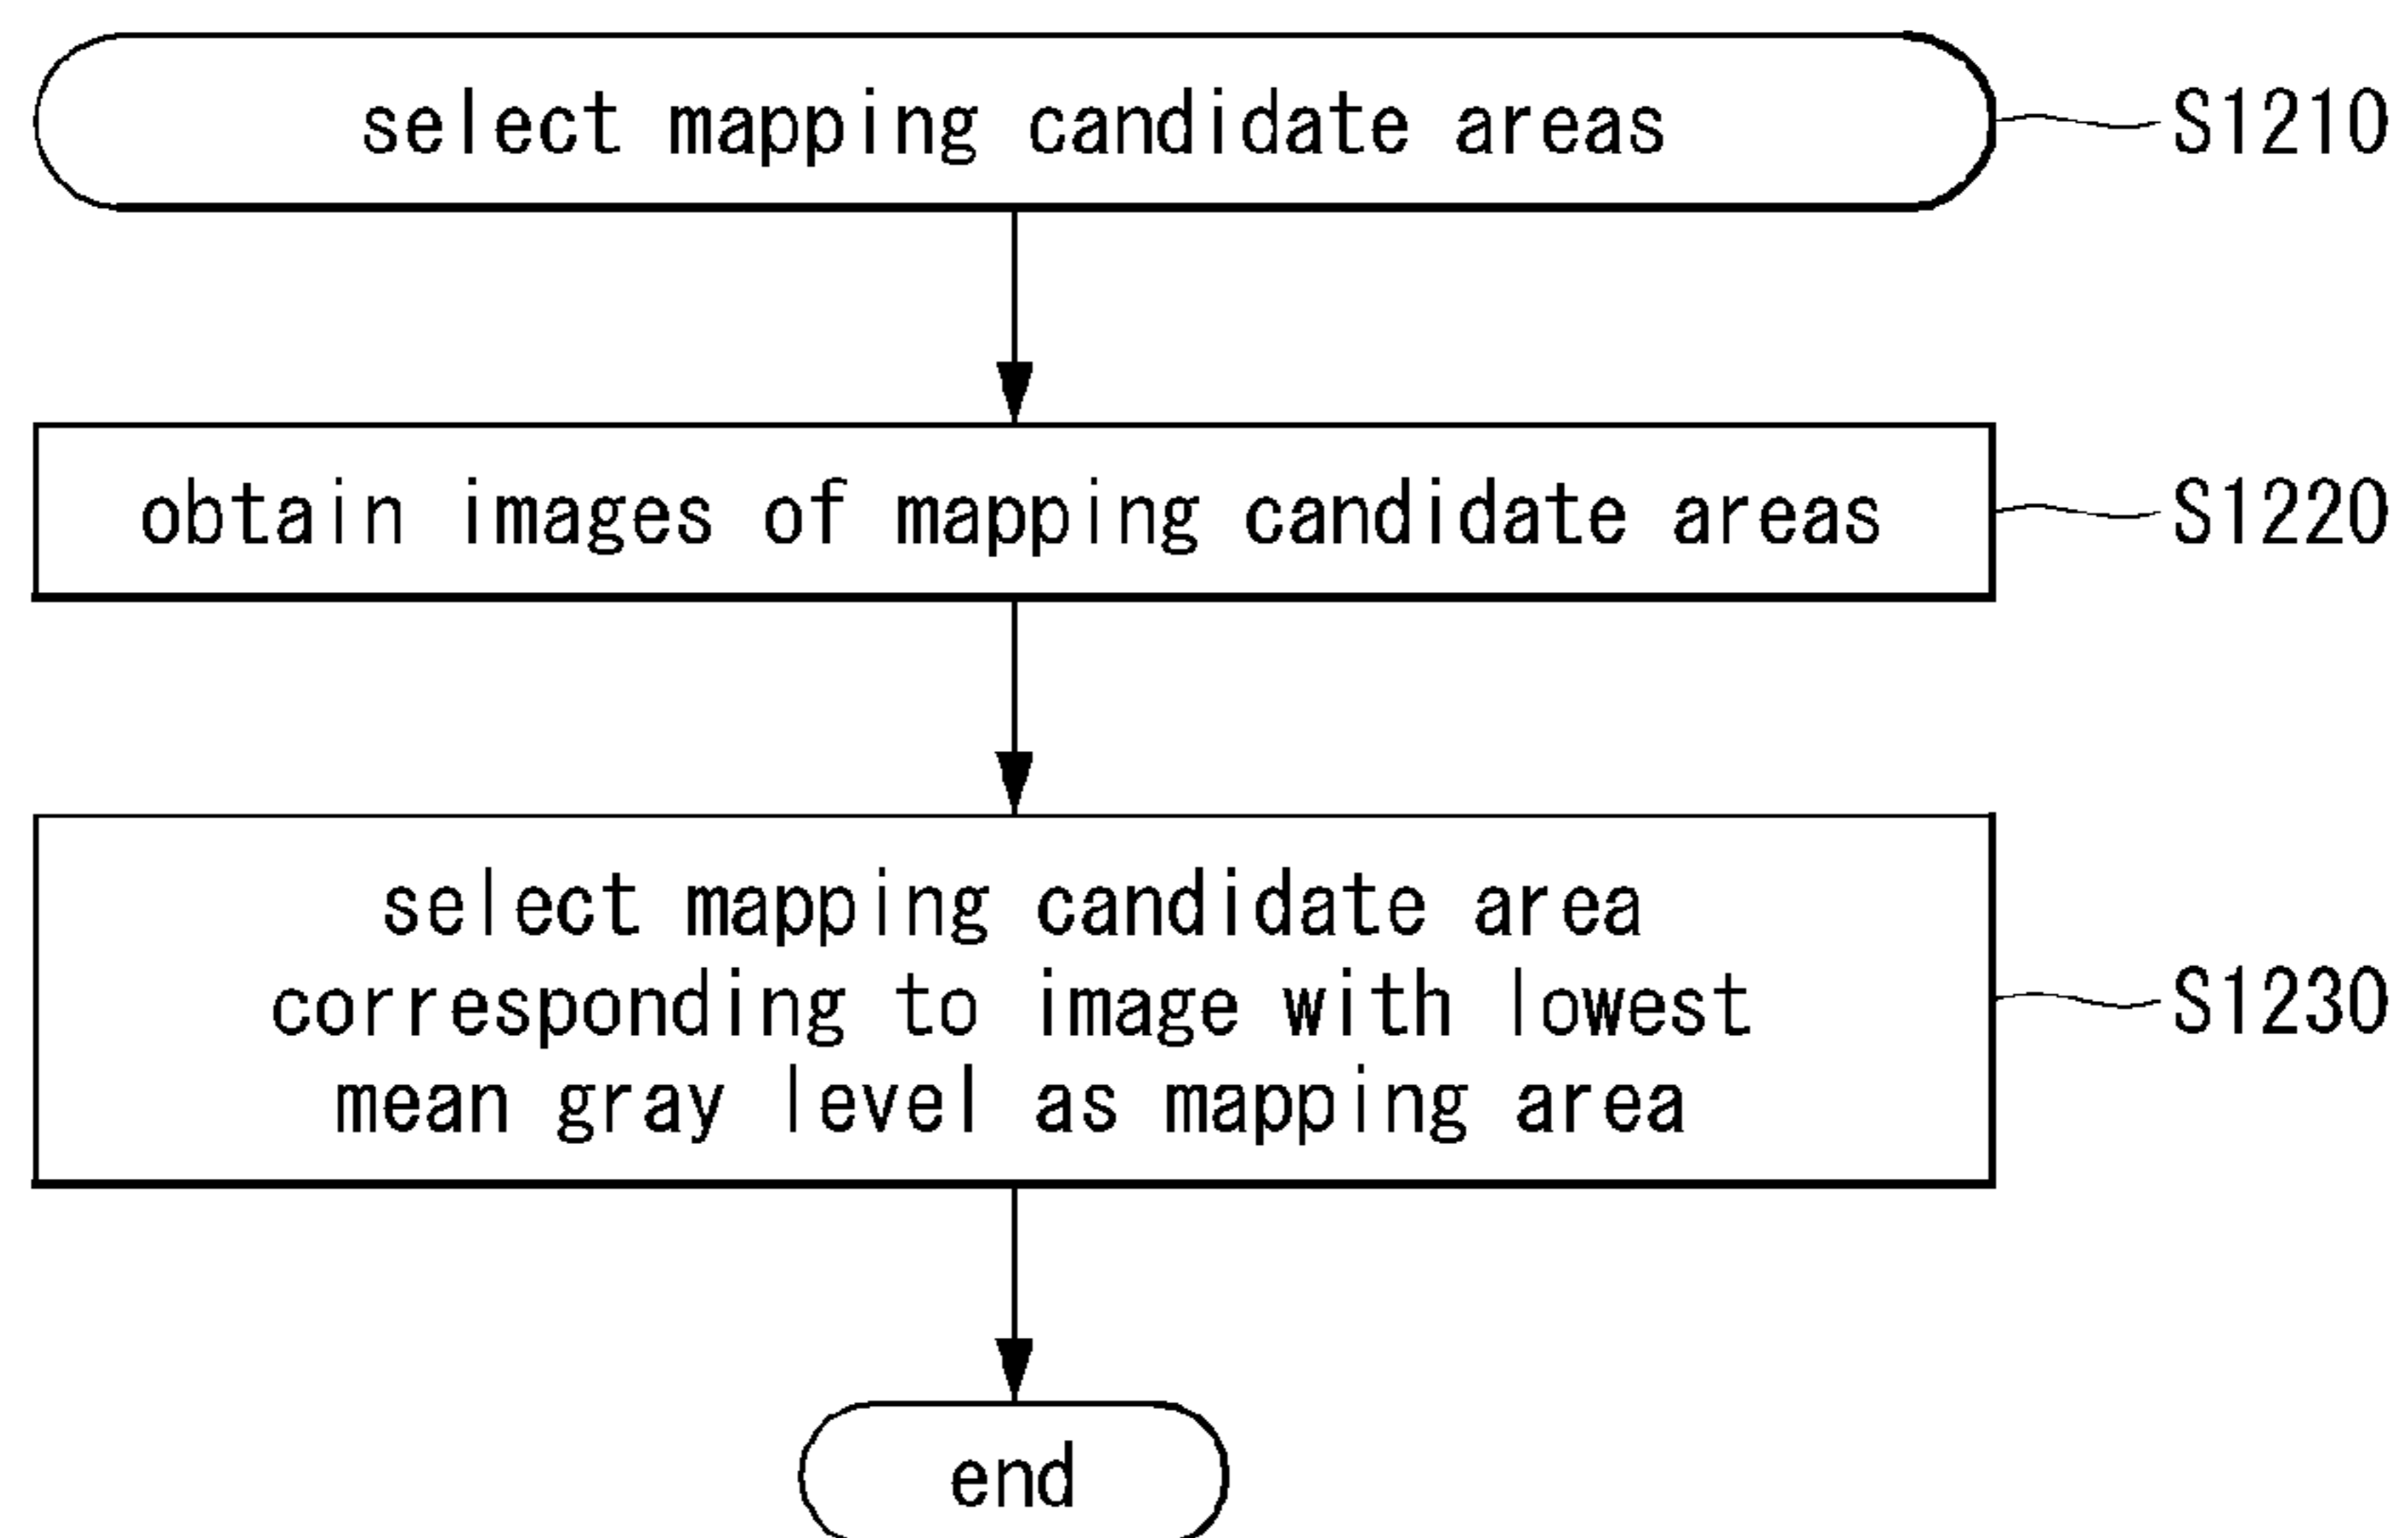 select mapping candidate areas
S1210
obtain images of mapping candidate areas
S1220
select mapping candidate area
corresponding to image with lowest
mean gray level as mapping area
S1230
end